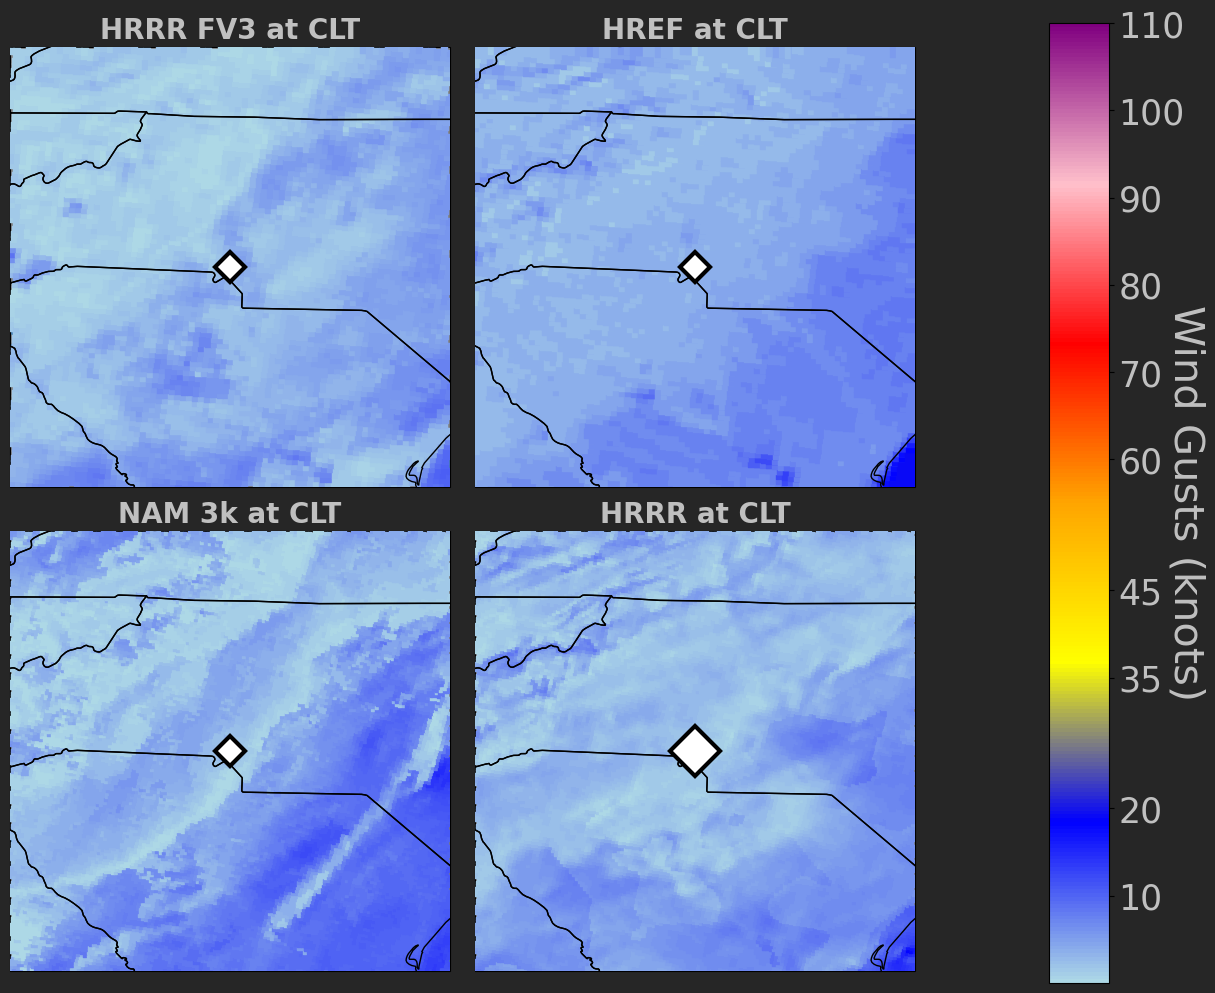 HRRR FV3 at CLT
HREF at CLT
NAM 3k at CLT
HRRR at CLT
110
100
90
80
70
60
45
35
20
10
Wind Gusts (knots)